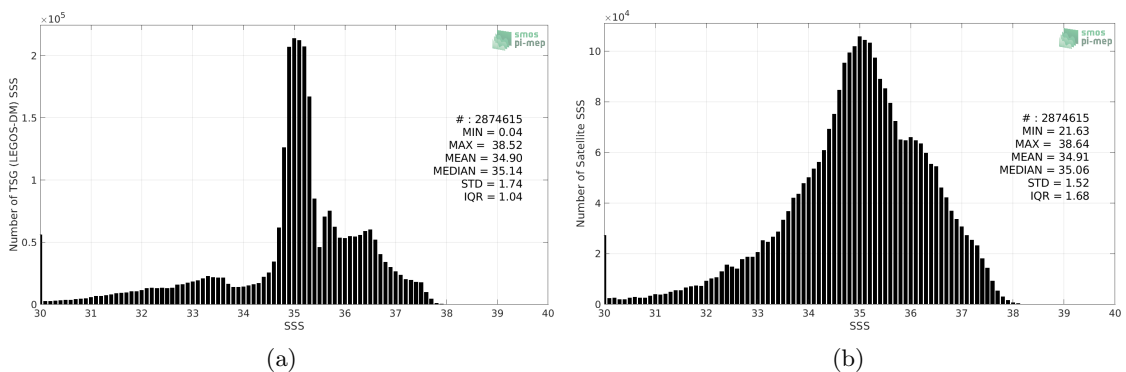 ×10⁵
smos
pi-mep
2
1.5
1
0.5
0
Number of TSG (LEGOS-DM) SSS
# : 2874615
MIN = 0.04
MAX = 38.52
MEAN = 34.90
MEDIAN = 35.14
STD = 1.74
IQR = 1.04
30 31 32 33 34 35 36 37 38 39 40
SSS
(a)
×10⁴
smos
pi-mep
10
8
6
4
2
0
Number of Satellite SSS
# : 2874615
MIN = 21.63
MAX = 38.64
MEAN = 34.91
MEDIAN = 35.06
STD = 1.52
IQR = 1.68
30 31 32 33 34 35 36 37 38 39 40
SSS
(b)